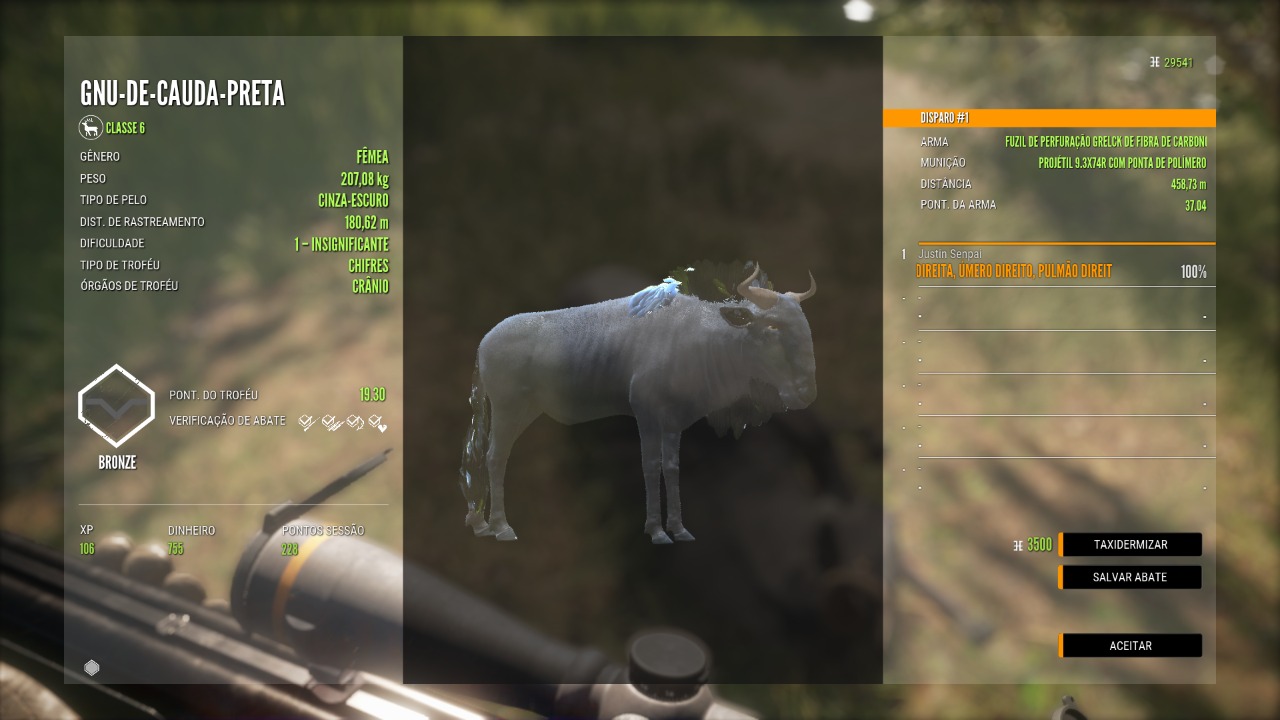 GNU-DE-CAUDA-PRETA
CLASSE 6
GÊNERO FÊMEA
PESO 207,08 kg
TIPO DE PELO CINZA-ESCURO
DIST. DE RASTREAMENTO 180,62 m
DIFICULDADE 1 – INSIGNIFICANTE
TIPO DE TROFÉU CHIFRES
ÓRGÃOS DE TROFÉU CRÂNIO
PONT. DO TROFÉU 19.30
VERIFICAÇÃO DE ABATE
BRONZE
XP DINHEIRO PONTOS SESSÃO
106 755 228
29541
DISPARO #1
ARMA FUZIL DE PERFURAÇÃO GRELCK DE FIBRA DE CARBONI
MUNIÇÃO PROJÉTIL 9.3X74R COM PONTA DE POLÍMERO
DISTÂNCIA 458,73 m
PONT. DA ARMA 37.04
1 Justin Senpai
DIREITA, ÚMERO DIREITO, PULMÃO DIREIT 100%
3500 TAXIDERMIZAR
SALVAR ABATE
ACEITAR